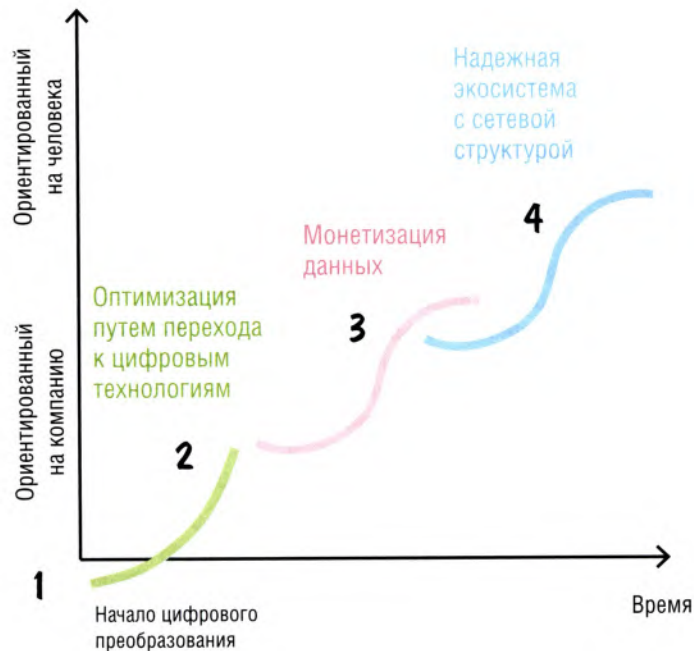 Ориентированный
на человека
Ориентированный
на компанию
Надежная
экосистема
с сетевой
структурой
4
Монетизация
данных
3
Оптимизация
путем перехода
к цифровым
технологиям
2
1
Начало цифрового
преобразования
Время